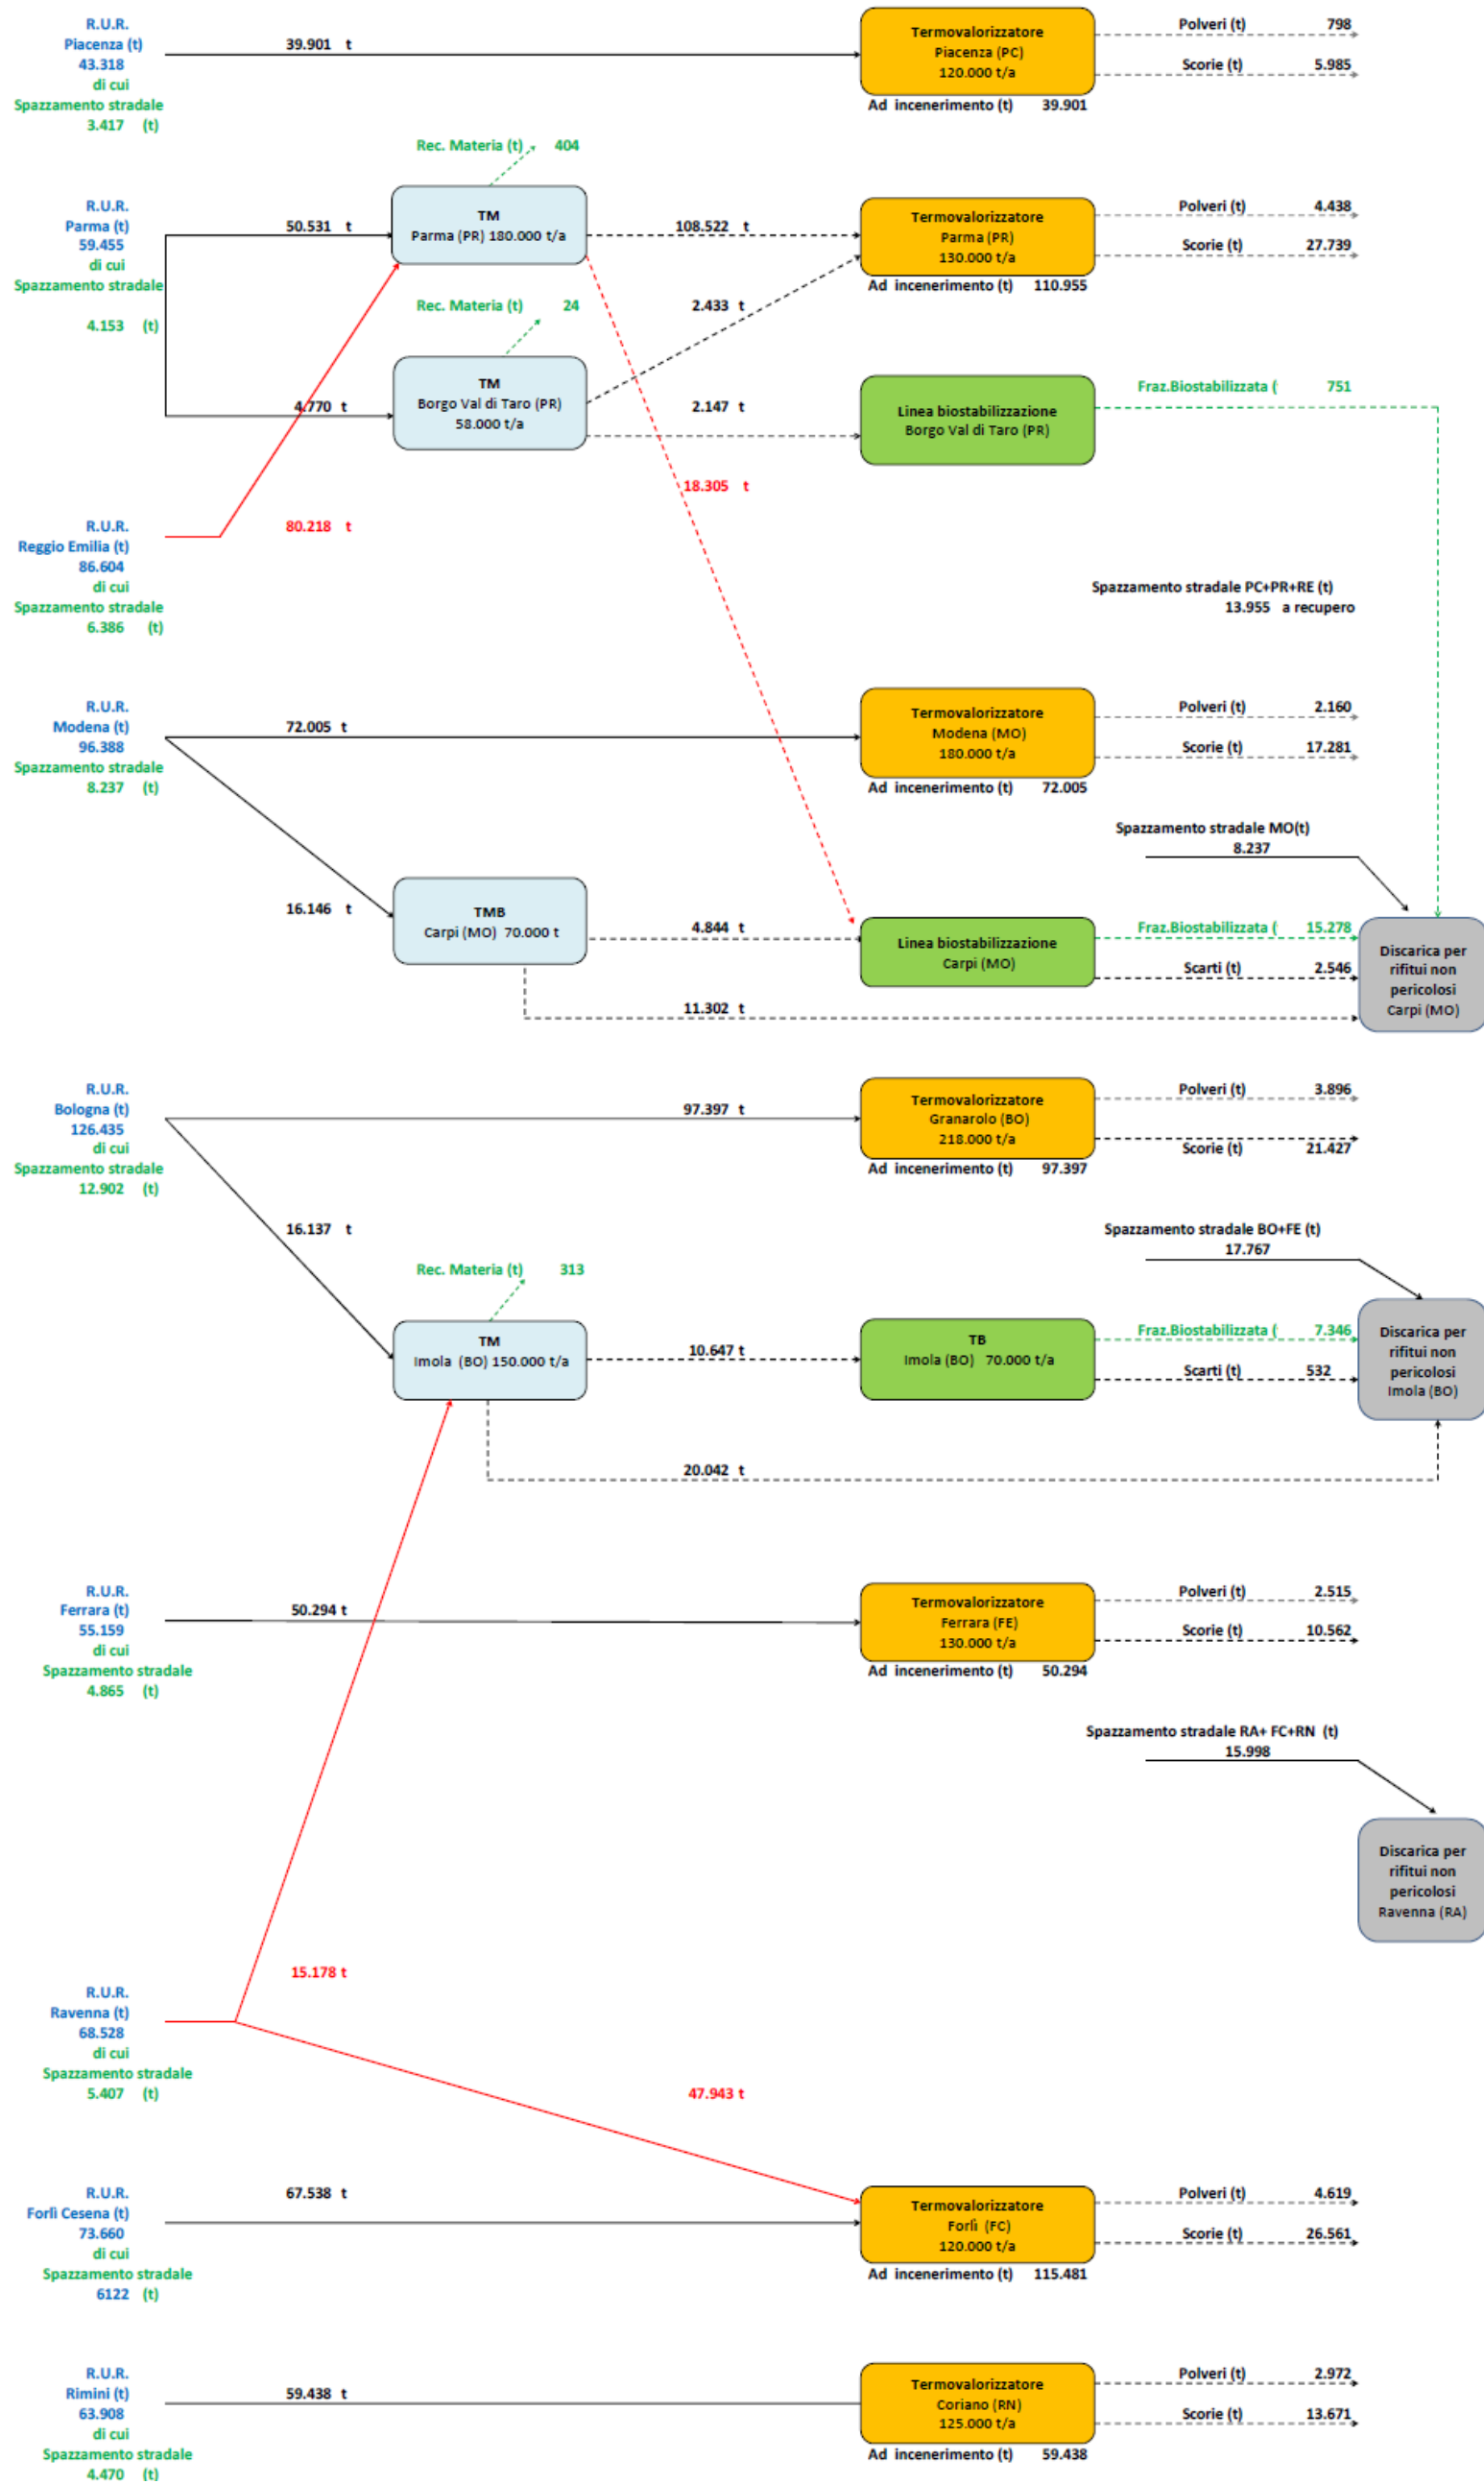 R.U.R.
Piacenza (t)
43.318
di cui
Spazzamento stradale
3.417 (t)
39.901 t
Termovalorizzatore
Piacenza (PC)
120.000 t/a
Ad incenerimento (t) 39.901
Polveri (t) 798
Scorie (t) 5.985
R.U.R.
Parma (t)
59.455
di cui
Spazzamento stradale
4.153 (t)
50.531 t
4.770 t
Rec. Materia (t) 404
TM
Parma (PR) 180.000 t/a
Rec. Materia (t) 24
TM
Borgo Val di Taro (PR)
58.000 t/a
108.522 t
2.433 t
2.147 t
18.305 t
Termovalorizzatore
Parma (PR)
130.000 t/a
Ad incenerimento (t) 110.955
Polveri (t) 4.438
Scorie (t) 27.739
Linea biostabilizzazione
Borgo Val di Taro (PR)
Fraz.Biostabilizzata ( 751
R.U.R.
Reggio Emilia (t)
86.604
di cui
Spazzamento stradale
6.386 (t)
80.218 t
Spazzamento stradale PC+PR+RE (t)
13.955 a recupero
R.U.R.
Modena (t)
96.388
Spazzamento stradale
8.237 (t)
72.005 t
16.146 t
Termovalorizzatore
Modena (MO)
180.000 t/a
Ad incenerimento (t) 72.005
Polveri (t) 2.160
Scorie (t) 17.281
Spazzamento stradale MO(t)
8.237
TMB
Carpi (MO) 70.000 t
4.844 t
11.302 t
Linea biostabilizzazione
Carpi (MO)
Fraz.Biostabilizzata ( 15.278
Scarti (t) 2.546
Discarica per
rifitui non
pericolosi
Carpi (MO)
R.U.R.
Bologna (t)
126.435
di cui
Spazzamento stradale
12.902 (t)
97.397 t
16.137 t
Termovalorizzatore
Granarolo (BO)
218.000 t/a
Ad incenerimento (t) 97.397
Polveri (t) 3.896
Scorie (t) 21.427
Spazzamento stradale BO+FE (t)
17.767
Rec. Materia (t) 313
TM
Imola (BO) 150.000 t/a
10.647 t
20.042 t
TB
Imola (BO) 70.000 t/a
Fraz.Biostabilizzata ( 7.346
Scarti (t) 532
Discarica per
rifitui non
pericolosi
Imola (BO)
R.U.R.
Ferrara (t)
55.159
di cui
Spazzamento stradale
4.865 (t)
50.294 t
Termovalorizzatore
Ferrara (FE)
130.000 t/a
Ad incenerimento (t) 50.294
Polveri (t) 2.515
Scorie (t) 10.562
Spazzamento stradale RA+ FC+RN (t)
15.998
Discarica per
rifitui non
pericolosi
Ravenna (RA)
R.U.R.
Ravenna (t)
68.528
di cui
Spazzamento stradale
5.407 (t)
15.178 t
47.943 t
R.U.R.
Forlì Cesena (t)
73.660
di cui
Spazzamento stradale
6122 (t)
67.538 t
Termovalorizzatore
Forlì (FC)
120.000 t/a
Ad incenerimento (t) 115.481
Polveri (t) 4.619
Scorie (t) 26.561
R.U.R.
Rimini (t)
63.908
di cui
Spazzamento stradale
4.470 (t)
59.438 t
Termovalorizzatore
Coriano (RN)
125.000 t/a
Ad incenerimento (t) 59.438
Polveri (t) 2.972
Scorie (t) 13.671